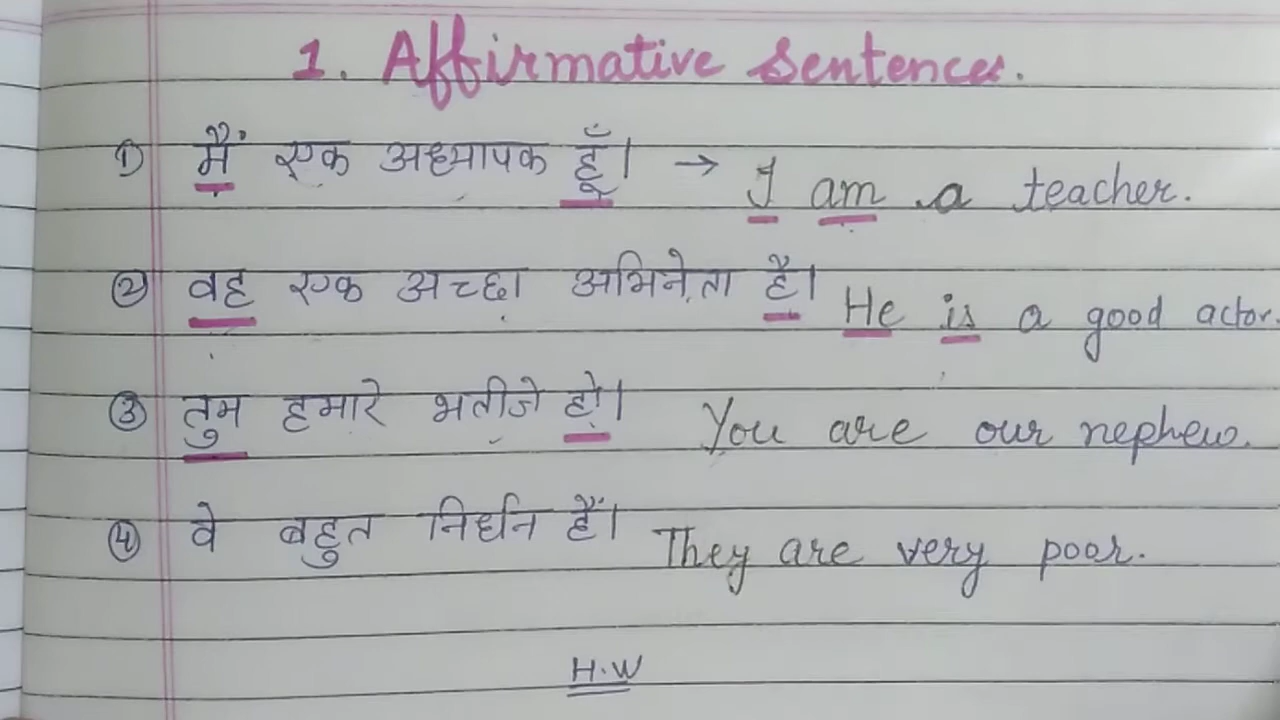 1. Affirmative Sentences.
1) मैं एक अध्यापक हूँ। → I am a teacher.
2) वह एक अच्छा अभिनेता है। He is a good actor.
3) तुम हमारे भतीजे हो। You are our nephew.
4) वे बहुत निर्धन हैं। They are very poor.
H.W